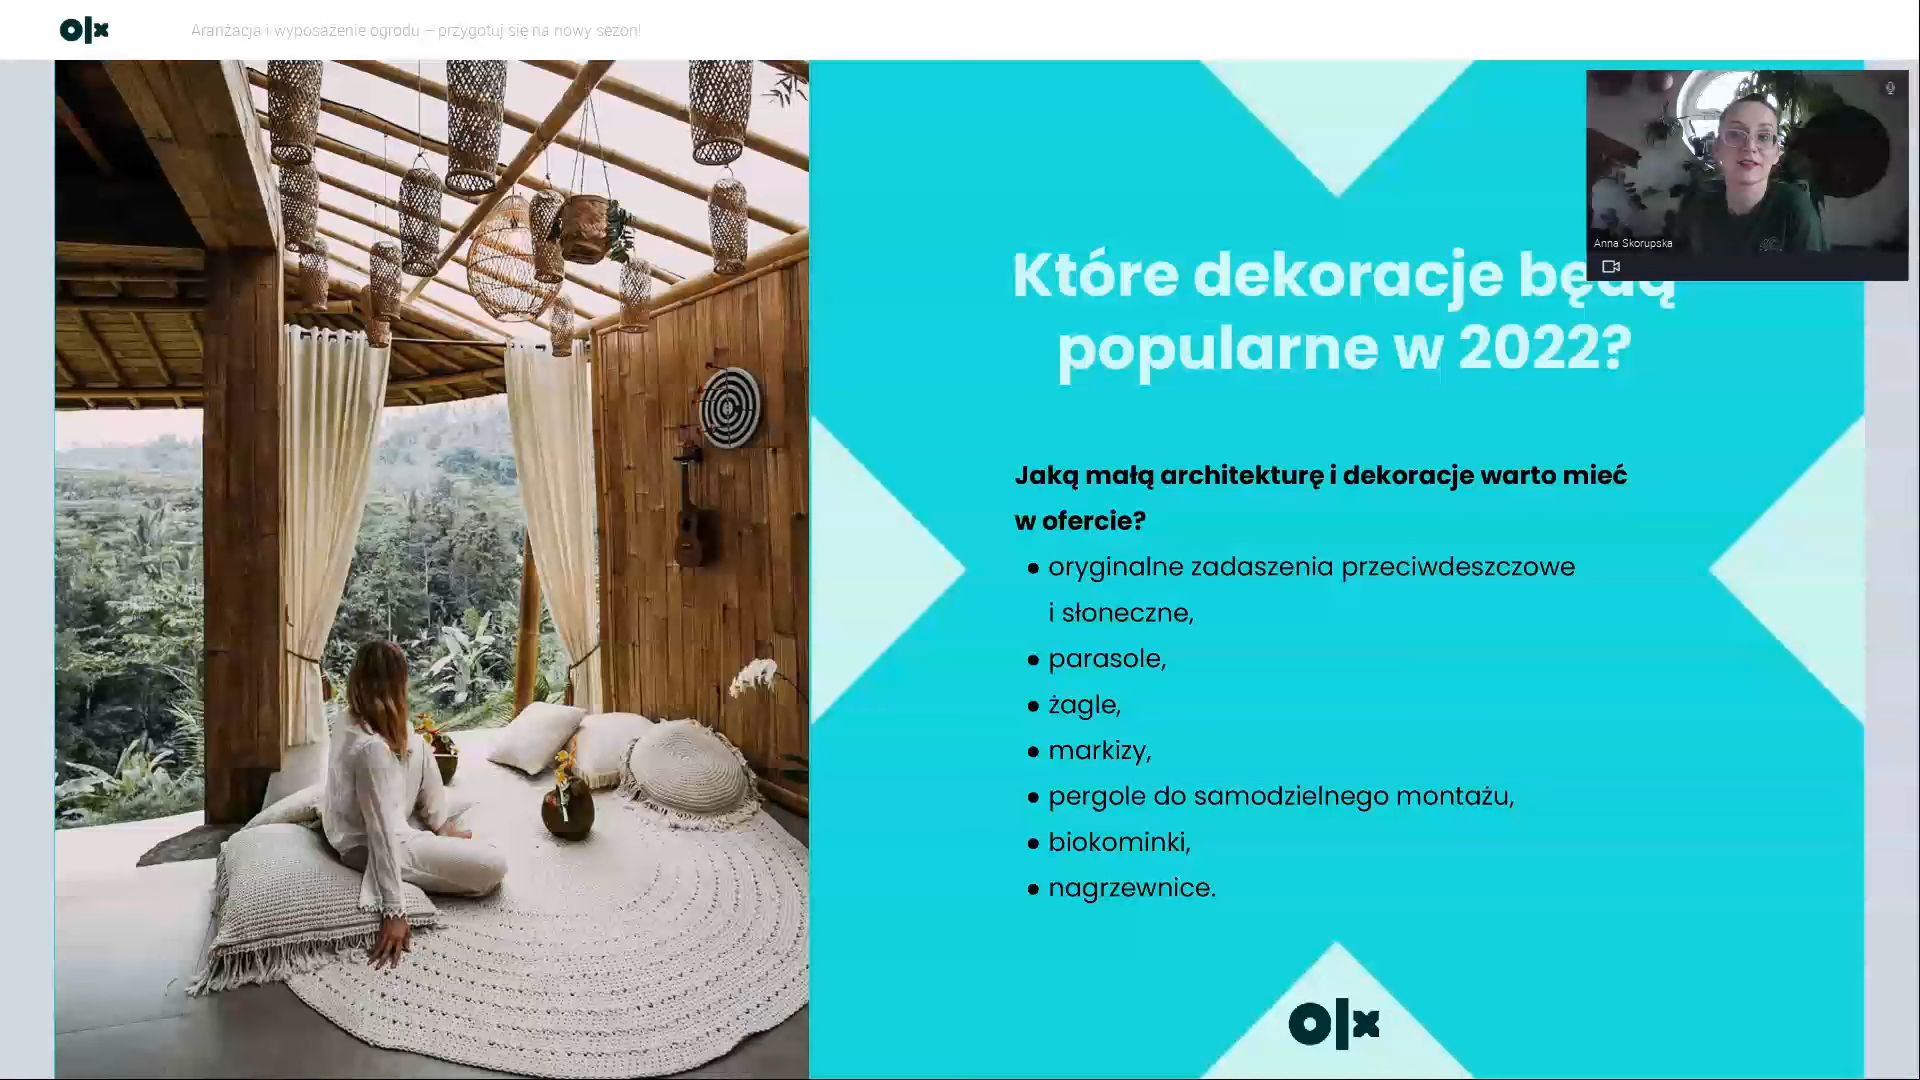 olx
Aranżacja i wyposażenie ogrodu – przygotuj się na nowy sezon!
Anna Skorupska
Które dekoracje będą
popularne w 2022?
Jaką małą architekturę i dekoracje warto mieć
w ofercie?
● oryginalne zadaszenia przeciwdeszczowe
i słoneczne,
● parasole,
● żagle,
● markizy,
● pergole do samodzielnego montażu,
● biokominki,
● nagrzewnice.
olx